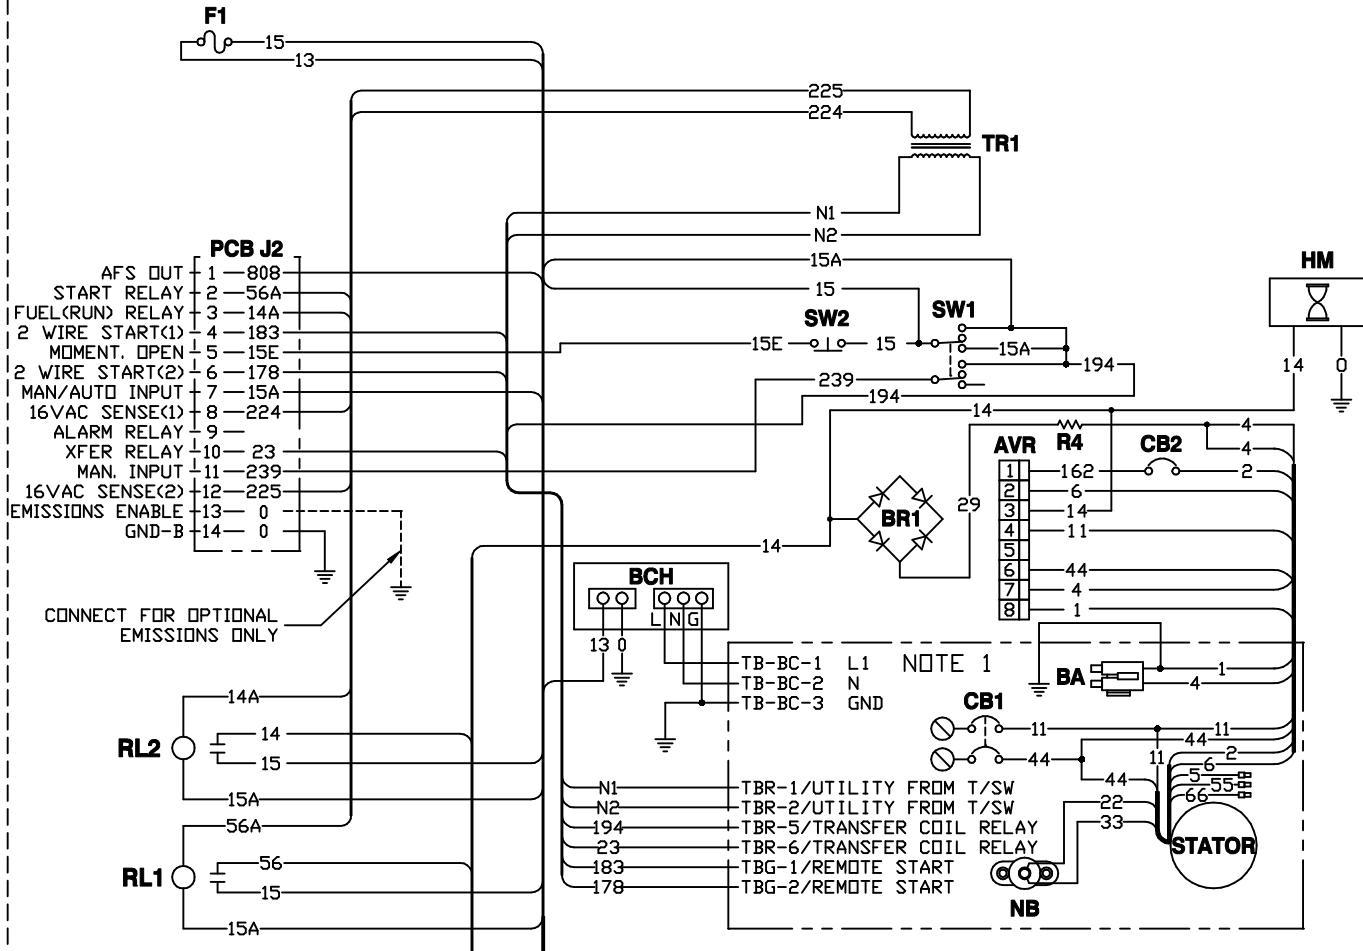 F1
15
13
225
224
TR1
N1
N2
PCB J2
15A
AFS OUT 1 808
START RELAY 2 56A
15
HM
FUEL(RUN) RELAY 3 14A
SW1
SW2
2 WIRE START(1) 4 183
15E 15 15A
MOMENT. OPEN 5 15E
194
14 0
2 WIRE START(2) 6 178
239
MAN/AUTO INPUT 7 15A
194
16VAC SENSE(1) 8 224
14
ALARM RELAY 9
4
AVR R4 CB2
4
XFER RELAY 10 23
MAN. INPUT 11 239
1 162 2
16VAC SENSE(2) 12 225
2 6
29
EMISSIONS ENABLE 13 0
3 14
BR1
GND-B 14 0
4 11
14
5
6 44
7 4
8 1
BCH
L N G
CONNECT FOR OPTIONAL
EMISSIONS ONLY
13 0
TB-BC-1 L1 NOTE 1
TB-BC-2 N
TB-BC-3 GND
BA
1
4
CB1
11 11
44
44
11
2
6
5
55
66
44
22
33
14A
RL2
14
15
15A
56A
RL1
56
15
15A
N1 TBR-1/UTILITY FROM T/SW
N2 TBR-2/UTILITY FROM T/SW
194 TBR-5/TRANSFER COIL RELAY
23 TBR-6/TRANSFER COIL RELAY
183 TBG-1/REMOTE START
178 TBG-2/REMOTE START
STATOR
NB